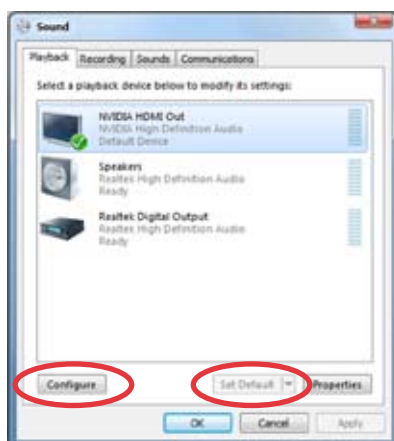 Sound
Playback Recording Sounds Communications
Select a playback device below to modify its settings:
NVIDIA HDMI Out
NVIDIA High Definition Audio
Default Device
Speakers
Realtek High Definition Audio
Ready
Realtek Digital Output
Realtek High Definition Audio
Ready
Configure Set Default Properties
OK Cancel Apply